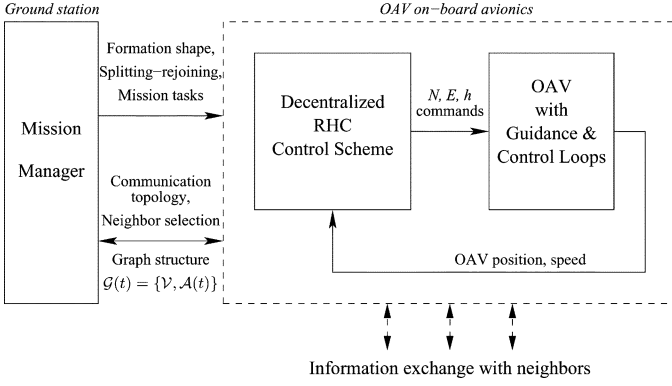 Ground station
OAV on-board avionics
Mission
Manager
Formation shape,
Splitting-rejoining,
Mission tasks
Communication
topology,
Neighbor selection
Graph structure
𝒢(t) = {𝒱, 𝒜(t)}
Decentralized
RHC
Control Scheme
N, E, h
commands
OAV
with
Guidance &
Control Loops
OAV position, speed
Information exchange with neighbors